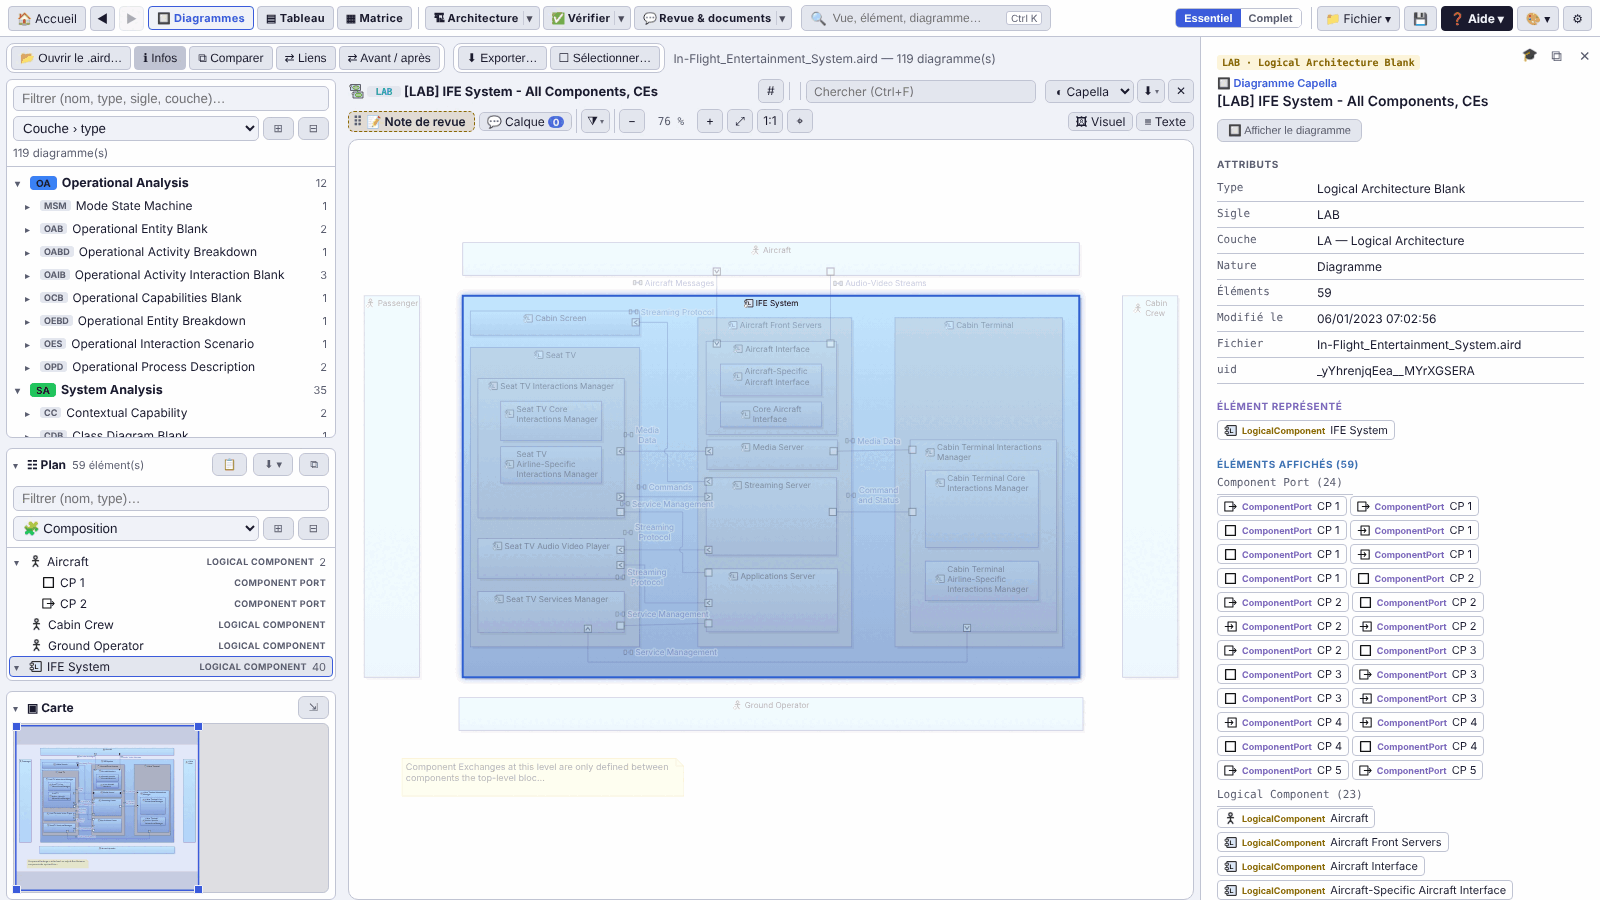 🏠 Accueil ◀ ▶ Diagrammes Tableau Matrice Architecture ▾ Vérifier ▾ Revue & documents ▾ Vue, élément, diagramme… Ctrl K Essentiel Complet Fichier ▾ Aide ▾
Ouvrir le .aird… Infos Comparer Liens Avant / après Exporter… Sélectionner… In-Flight_Entertainment_System.aird — 119 diagramme(s)
Filtrer (nom, type, sigle, couche)…
Couche › type
119 diagramme(s)
OA Operational Analysis 12
MSM Mode State Machine 1
OAB Operational Entity Blank 2
OABD Operational Activity Breakdown 1
OAIB Operational Activity Interaction Blank 3
OCB Operational Capabilities Blank 1
OEBD Operational Entity Breakdown 1
OES Operational Interaction Scenario 1
OPD Operational Process Description 2
SA System Analysis 35
CC Contextual Capability 2
CDB Class Diagram Blank 1
Plan 59 élément(s)
Filtrer (nom, type)…
Composition
Aircraft LOGICAL COMPONENT 2
CP 1 COMPONENT PORT
CP 2 COMPONENT PORT
Cabin Crew LOGICAL COMPONENT
Ground Operator LOGICAL COMPONENT
IFE System LOGICAL COMPONENT 40
Carte
LAB [LAB] IFE System - All Components, CEs # Chercher (Ctrl+F) Capella
Note de revue Calque 0 − 76 % + 1:1 Visuel Texte
Aircraft
Aircraft Messages
Audio-Video Streams
Passenger
IFE System
Cabin Crew
Cabin Screen
Streaming Protocol
Aircraft Front Servers
Cabin Terminal
Seat TV
Aircraft Interface
Aircraft-Specific
Aircraft Interface
Seat TV Interactions Manager
Seat TV Core
Interactions Manager
Core Aircraft
Interface
Media
Data
Media Server
Media Data
Cabin Terminal Interactions
Manager
Seat TV
Airline-Specific
Interactions Manager
Cabin Terminal Core
Interactions Manager
Commands
Streaming Server
Command
and Status
Service Management
Streaming
Protocol
Seat TV Audio Video Player
Streaming
Protocol
Applications Server
Cabin Terminal
Airline-Specific
Interactions Manager
Seat TV Services Manager
Service Management
Service Management
Ground Operator
Component Exchanges at this level are only defined between
components the top-level bloc...
LAB · Logical Architecture Blank
Diagramme Capella
[LAB] IFE System - All Components, CEs
Afficher le diagramme
ATTRIBUTS
Type Logical Architecture Blank
Sigle LAB
Couche LA — Logical Architecture
Nature Diagramme
Éléments 59
Modifié le 06/01/2023 07:02:56
Fichier In-Flight_Entertainment_System.aird
uid _yYhrenjqEea__MYrXGSERA
ÉLÉMENT REPRÉSENTÉ
LogicalComponent IFE System
ÉLÉMENTS AFFICHÉS (59)
Component Port (24)
ComponentPort CP 1 ComponentPort CP 1
ComponentPort CP 1 ComponentPort CP 1
ComponentPort CP 1 ComponentPort CP 1
ComponentPort CP 1 ComponentPort CP 2
ComponentPort CP 2 ComponentPort CP 2
ComponentPort CP 2 ComponentPort CP 2
ComponentPort CP 2 ComponentPort CP 3
ComponentPort CP 3 ComponentPort CP 3
ComponentPort CP 3 ComponentPort CP 3
ComponentPort CP 4 ComponentPort CP 4
ComponentPort CP 4 ComponentPort CP 4
ComponentPort CP 5 ComponentPort CP 5
Logical Component (23)
LogicalComponent Aircraft
LogicalComponent Aircraft Front Servers
LogicalComponent Aircraft Interface
LogicalComponent Aircraft-Specific Aircraft Interface